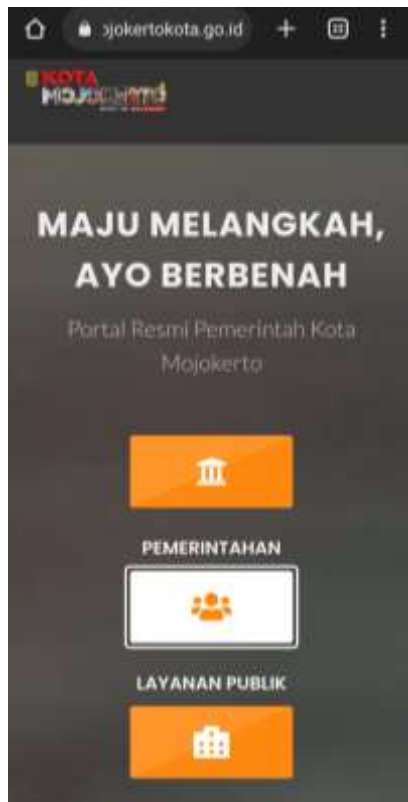 ojokertokota.go.id
KOTA
MAJU MELANGKAH,
AYO BERBENAH
Portal Resmi Pemerintah Kota
Mojokerto
PEMERINTAHAN
LAYANAN PUBLIK